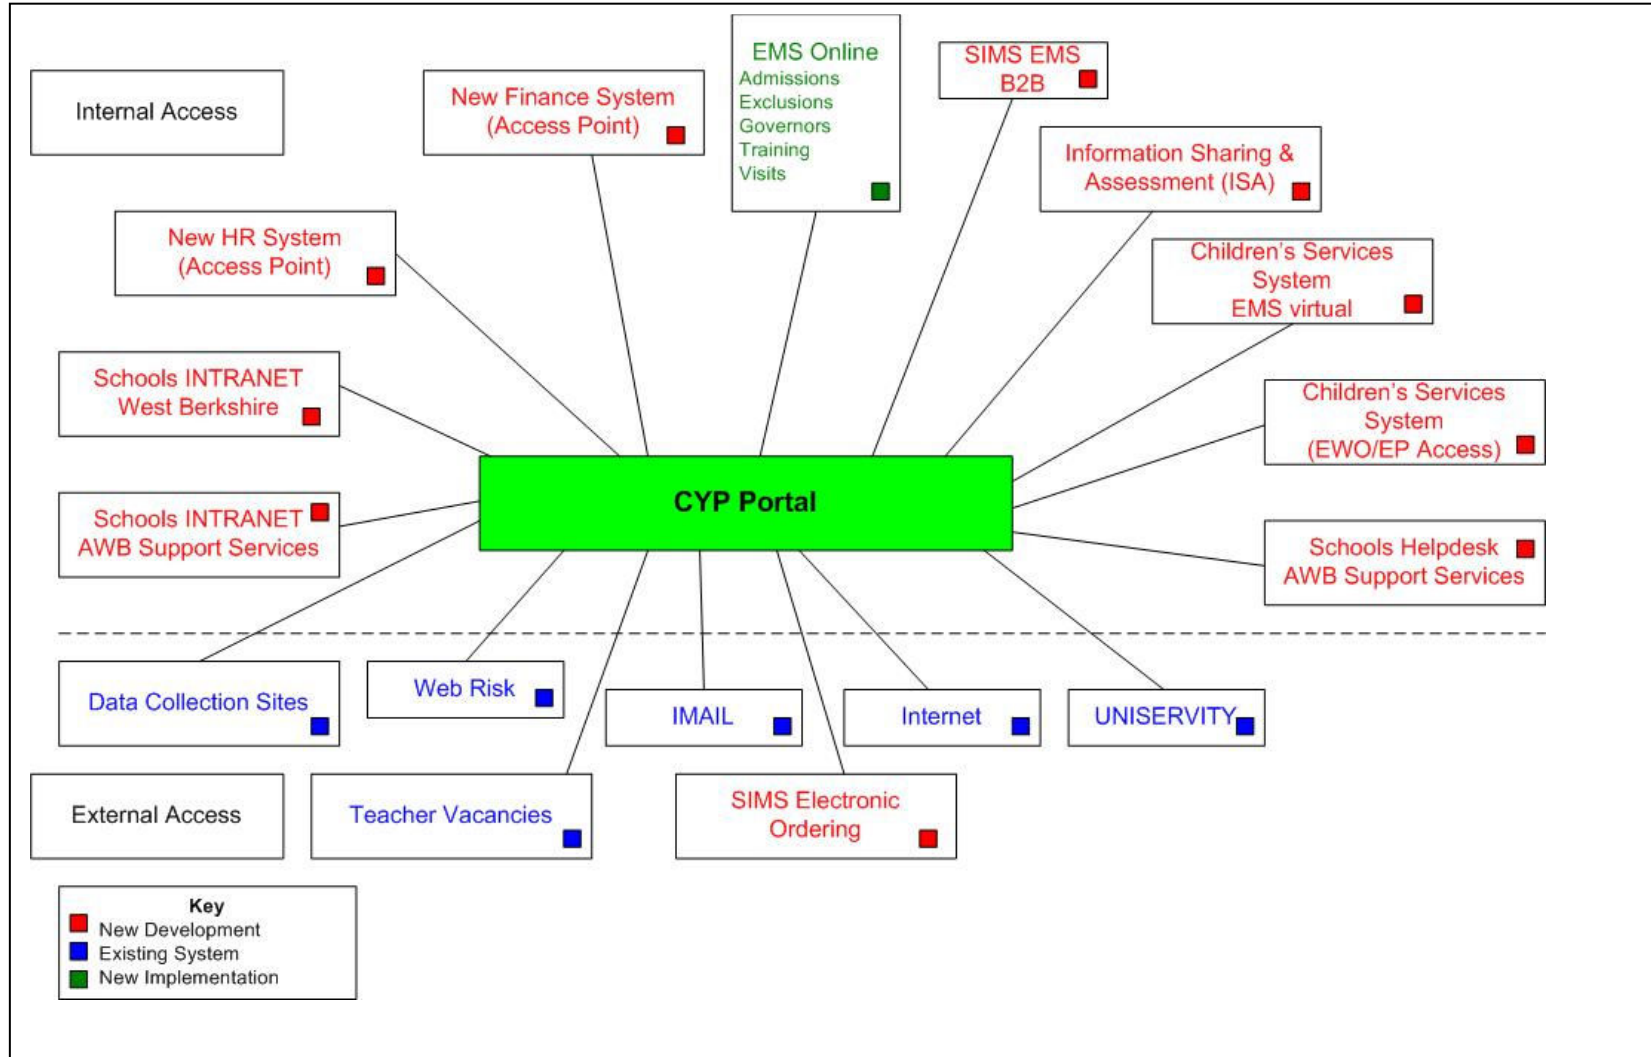 Internal Access
New Finance System
(Access Point)
EMS Online
Admissions
Exclusions
Governors
Training
Visits
SIMS EMS
B2B
Information Sharing &
Assessment (ISA)
New HR System
(Access Point)
Children's Services
System
EMS virtual
Schools INTRANET
West Berkshire
Children's Services
System
(EWO/EP Access)
CYP Portal
Schools INTRANET
AWB Support Services
Schools Helpdesk
AWB Support Services
Data Collection Sites
Web Risk
IMAIL
Internet
UNISERVITY
External Access
Teacher Vacancies
SIMS Electronic
Ordering
Key
New Development
Existing System
New Implementation